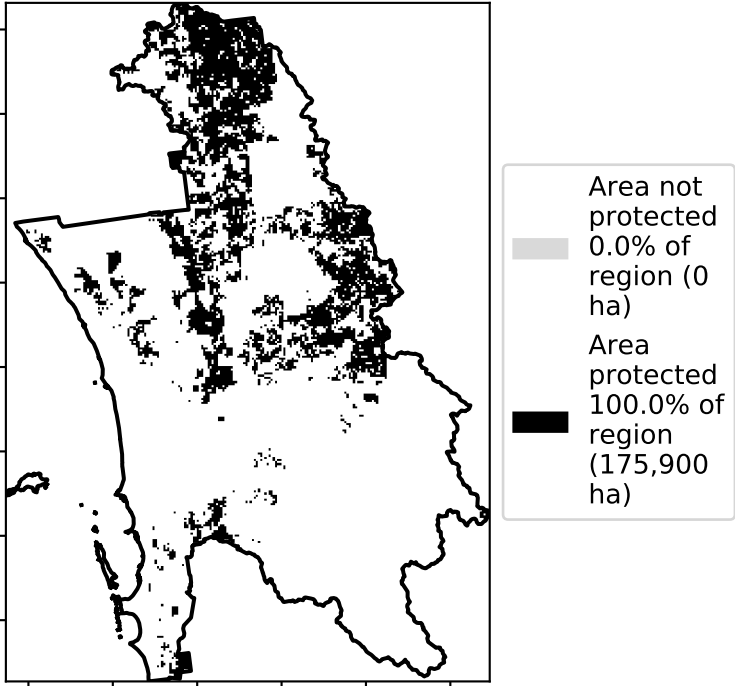 Area not
protected
0.0% of
region (0
ha)
Area
protected
100.0% of
region
(175,900
ha)